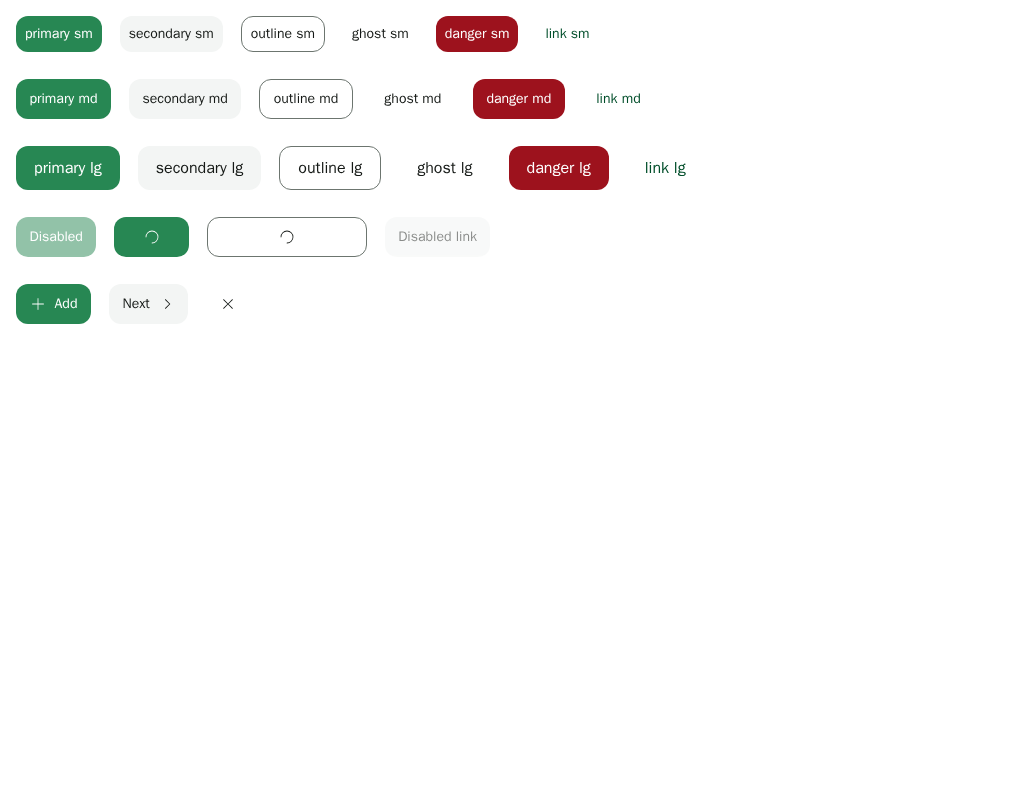 primary sm secondary sm outline sm ghost sm danger sm link sm
primary md secondary md outline md ghost md danger md link md
primary lg secondary lg outline lg ghost lg danger lg link lg
Disabled Disabled link
Add Next